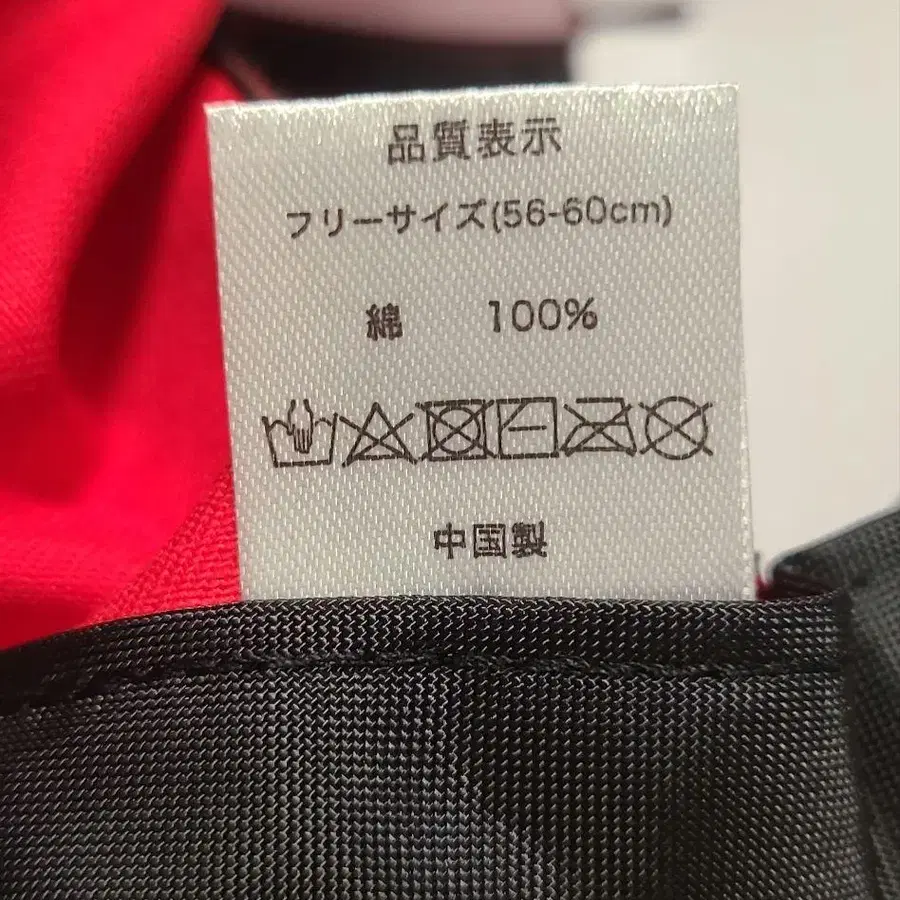 品質表示
フリーサイズ(56-60cm)
綿 100%
中国製